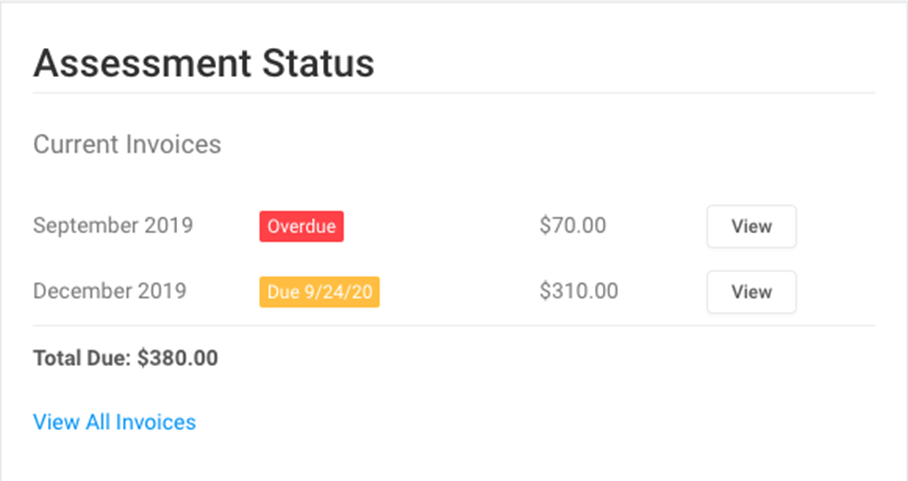 Assessment Status
Current Invoices
September 2019 Overdue $70.00 View
December 2019 Due 9/24/20 $310.00 View
Total Due: $380.00
View All Invoices